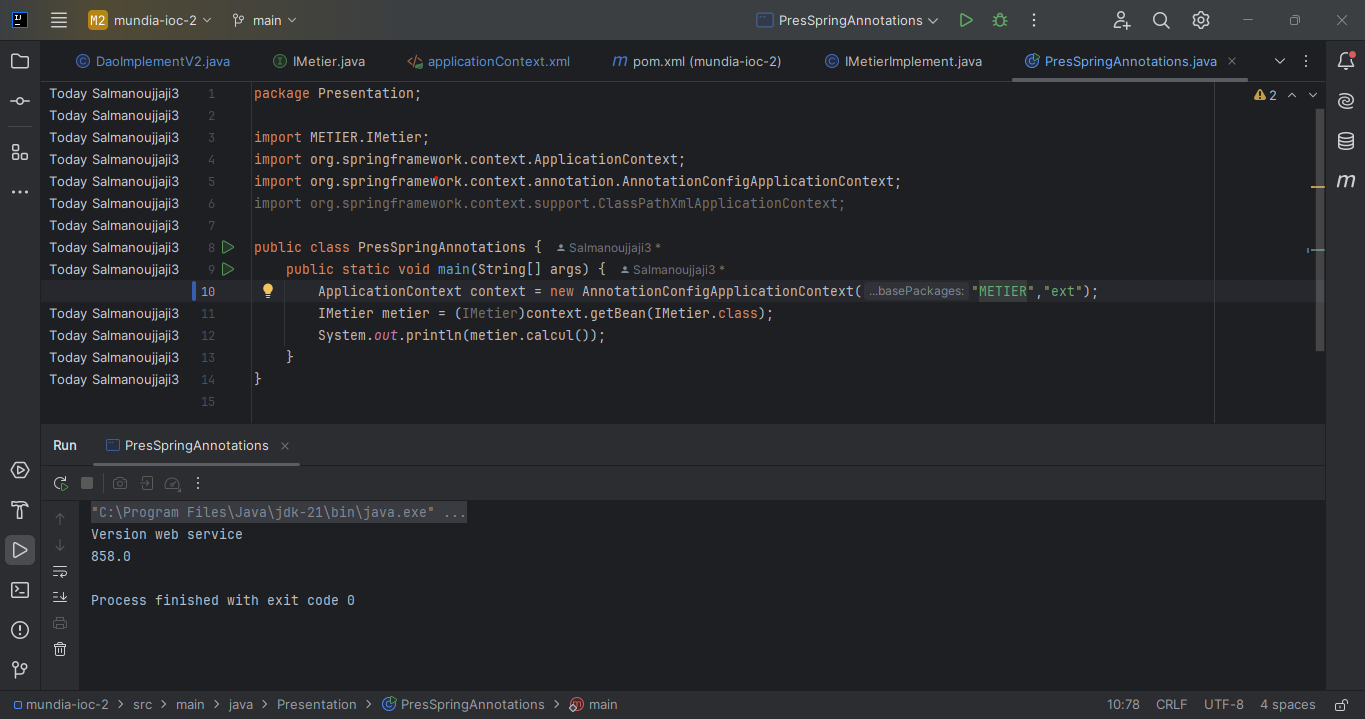 M2 mundia-ioc-2 main PresSpringAnnotations
DaoImplementV2.java IMetier.java applicationContext.xml pom.xml (mundia-ioc-2) IMetierImplement.java PresSpringAnnotations.java
Today Salmanoujjaji3 1 package Presentation; 2
Today Salmanoujjaji3 2
Today Salmanoujjaji3 3 import METIER.IMetier;
Today Salmanoujjaji3 4 import org.springframework.context.ApplicationContext;
Today Salmanoujjaji3 5 import org.springframework.context.annotation.AnnotationConfigApplicationContext;
Today Salmanoujjaji3 6 import org.springframework.context.support.ClassPathXmlApplicationContext;
Today Salmanoujjaji3 7
Today Salmanoujjaji3 8 public class PresSpringAnnotations { Salmanoujjaji3 *
Today Salmanoujjaji3 9 public static void main(String[] args) { Salmanoujjaji3 *
10 ApplicationContext context = new AnnotationConfigApplicationContext( ...basePackages: "METIER","ext");
Today Salmanoujjaji3 11 IMetier metier = (IMetier)context.getBean(IMetier.class);
Today Salmanoujjaji3 12 System.out.println(metier.calcul());
Today Salmanoujjaji3 13 }
Today Salmanoujjaji3 14 }
15
Run PresSpringAnnotations
"C:\Program Files\Java\jdk-21\bin\java.exe" ...
Version web service
858.0
Process finished with exit code 0
mundia-ioc-2 > src > main > java > Presentation > PresSpringAnnotations > main 10:78 CRLF UTF-8 4 spaces